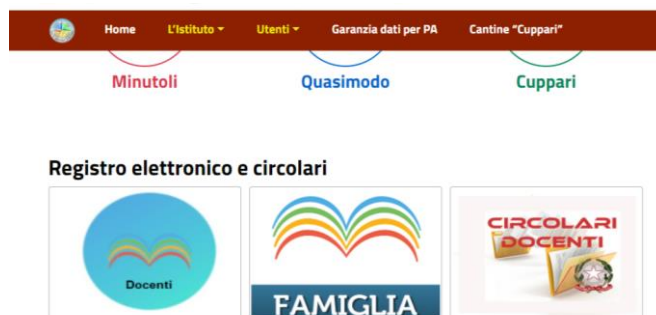 Home L'Istituto Utenti Garanzia dati per PA Cantine "Cuppari"
Minutoli Quasimodo Cuppari
Registro elettronico e circolari
Docenti
FAMIGLIA
CIRCOLARI
DOCENTI